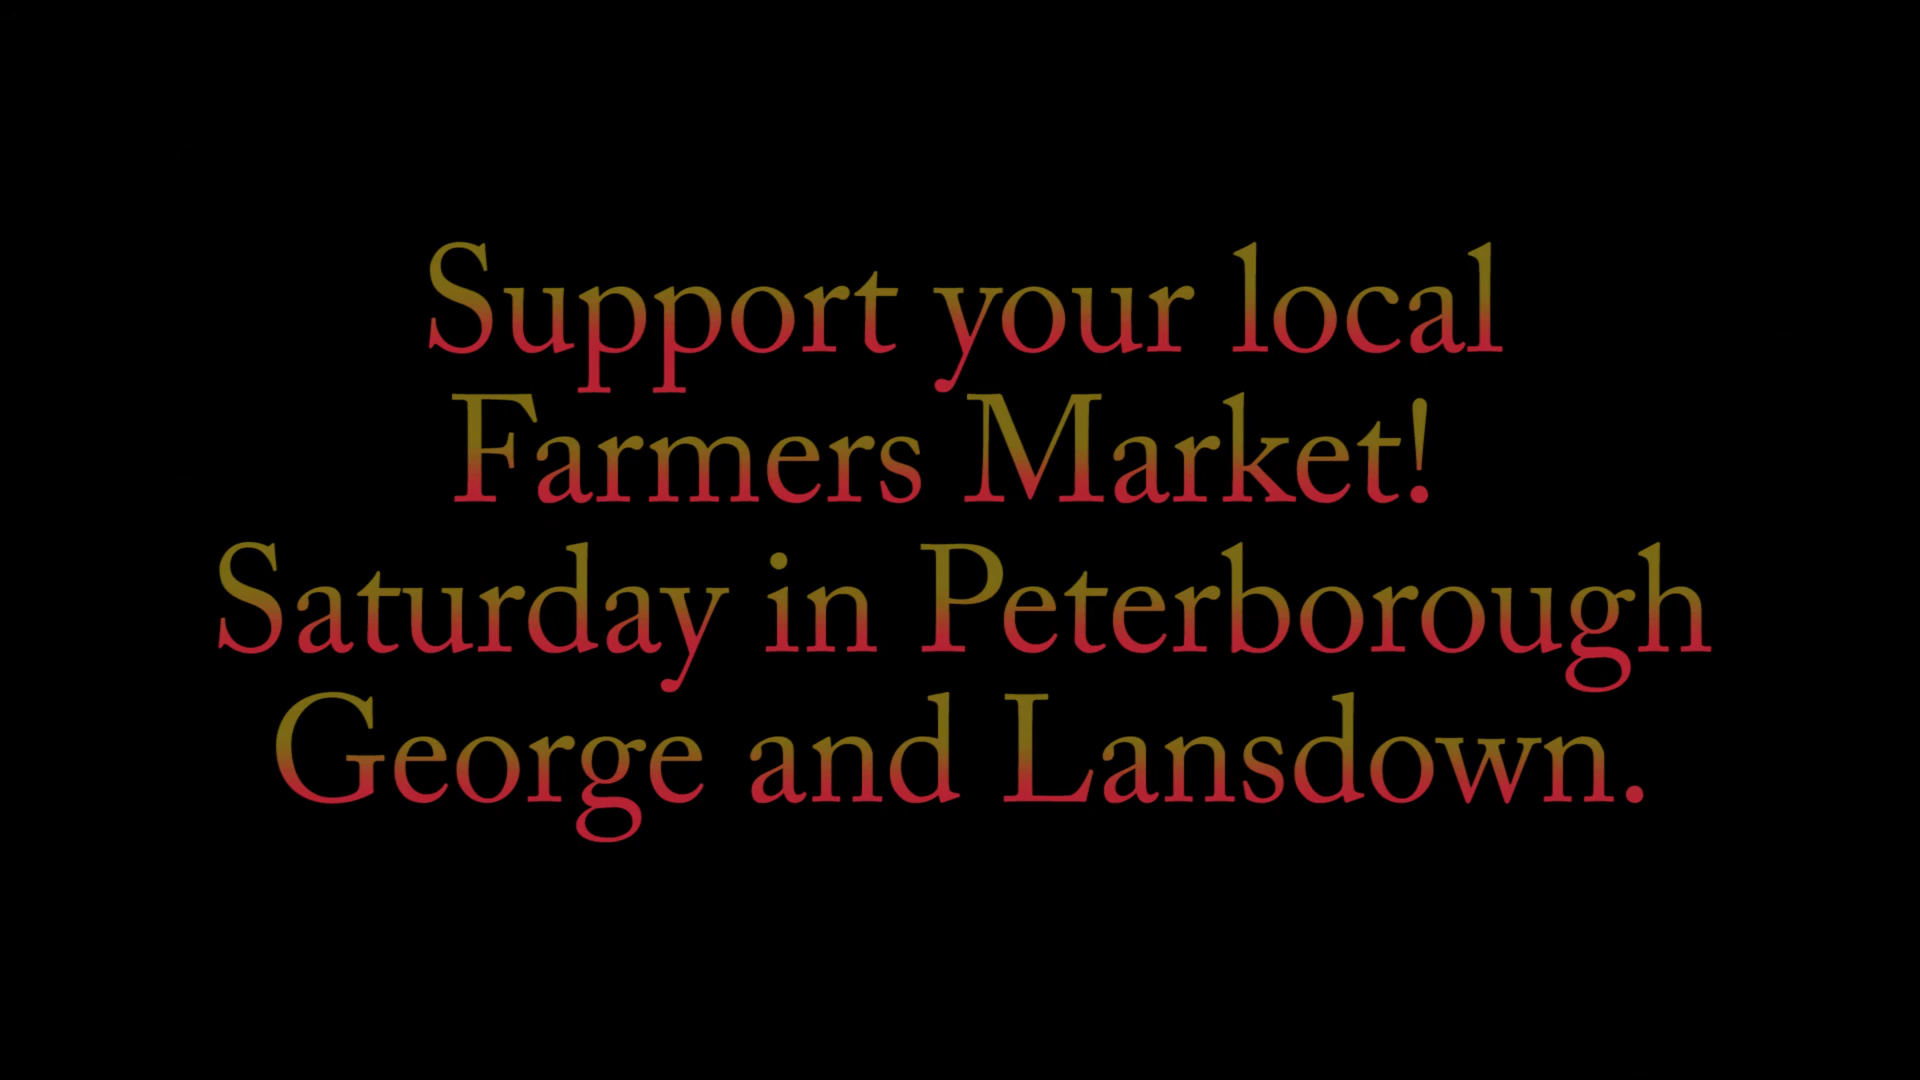 Support your local
Farmers Market!
Saturday in Peterborough
George and Lansdown.